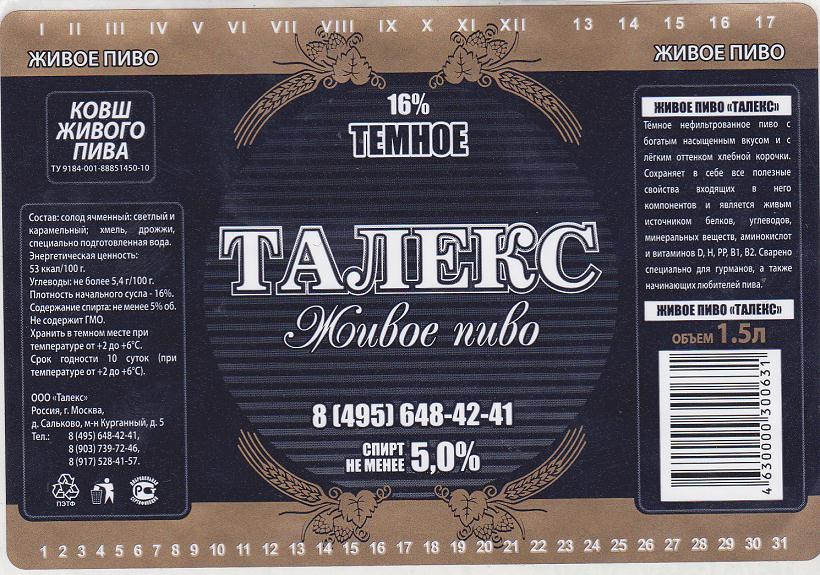 I II III IV V VI VII VIII IX X XI XII 13 14 15 16 17
ЖИВОЕ ПИВО
ЖИВОЕ ПИВО
КОВШ
ЖИВОГО
ПИВА
ТУ 9184-001-88851450-10
Состав: солод ячменный: светлый и
карамельный; хмель, дрожжи,
специально подготовленная вода.
Энергетическая ценность:
53 ккал/100 г.
Углеводы: не более 5,4 г/100 г.
Плотность начального сусла - 16%.
Содержание спирта: не менее 5% об.
Не содержит ГМО.
Хранить в темном месте при
температуре от +2 до +6°С.
Срок годности 10 суток (при
температуре от +2 до +6°С).
ООО «Талекс»
Россия, г. Москва,
д. Сальково, м-н Курганный, д. 5
Тел.: 8 (495) 648-42-41,
8 (903) 739-72-46,
8 (917) 528-41-57.
ПЭТФ
ДОБРОВОЛЬНАЯ
СЕРТИФИКАЦИЯ
16%
ТЕМНОЕ
ТАЛЕКС
Живое пиво
8 (495) 648-42-41
СПИРТ
НЕ МЕНЕЕ 5,0%
ЖИВОЕ ПИВО «ТАЛЕКС»
Тёмное нефильтрованное пиво с
богатым насыщенным вкусом и с
лёгким оттенком хлебной корочки.
Сохраняет в себе все полезные
свойства входящих в него
компонентов и является живым
источником белков, углеводов,
минеральных веществ, аминокислот
и витаминов D, H, PP, B1, B2. Сварено
специально для гурманов, а также
начинающих любителей пива.
ЖИВОЕ ПИВО «ТАЛЕКС»
ОБЪЕМ 1.5л
4 630000 300631
1 2 3 4 5 6 7 8 9 10 11 12 13 14 15 16 17 18 19 20 21 22 23 24 25 26 27 28 29 30 31